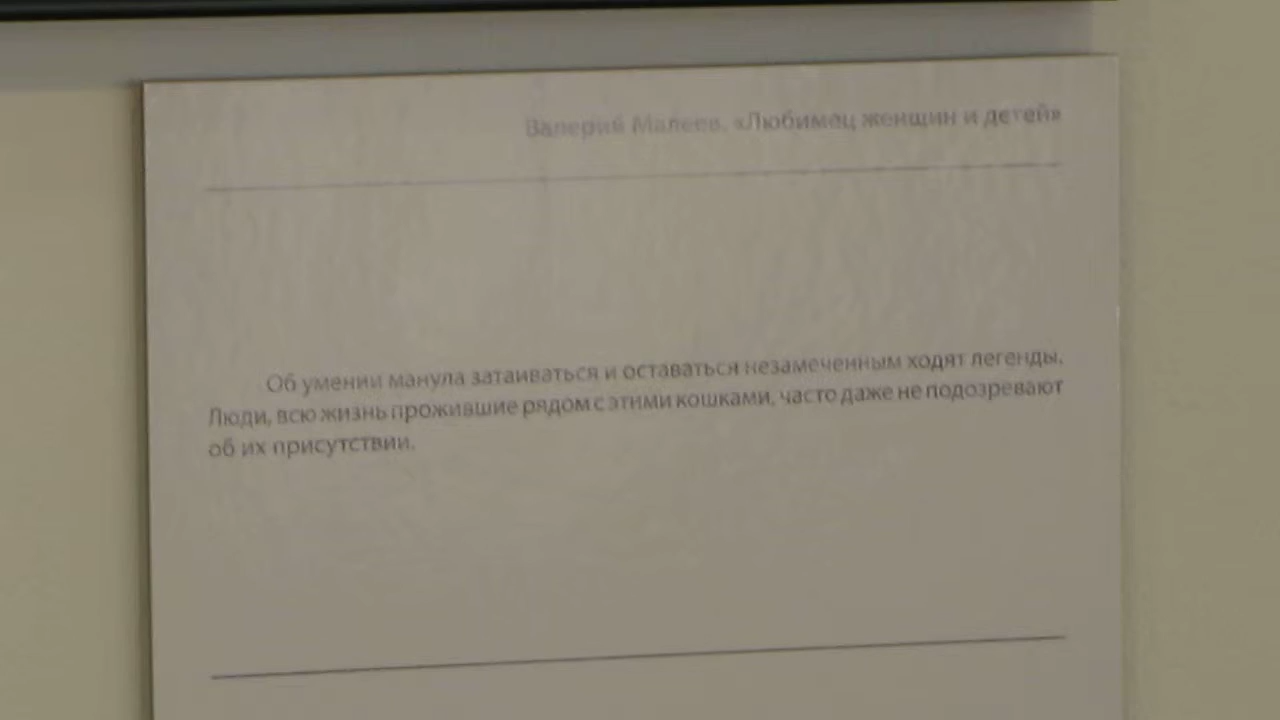 Валерий Малеев. «Любимец женщин и детей»
Об умении манула затаиваться и оставаться незамеченным ходят легенды.
Люди, всю жизнь прожившие рядом с этими кошками, часто даже не подозревают
об их присутствии.